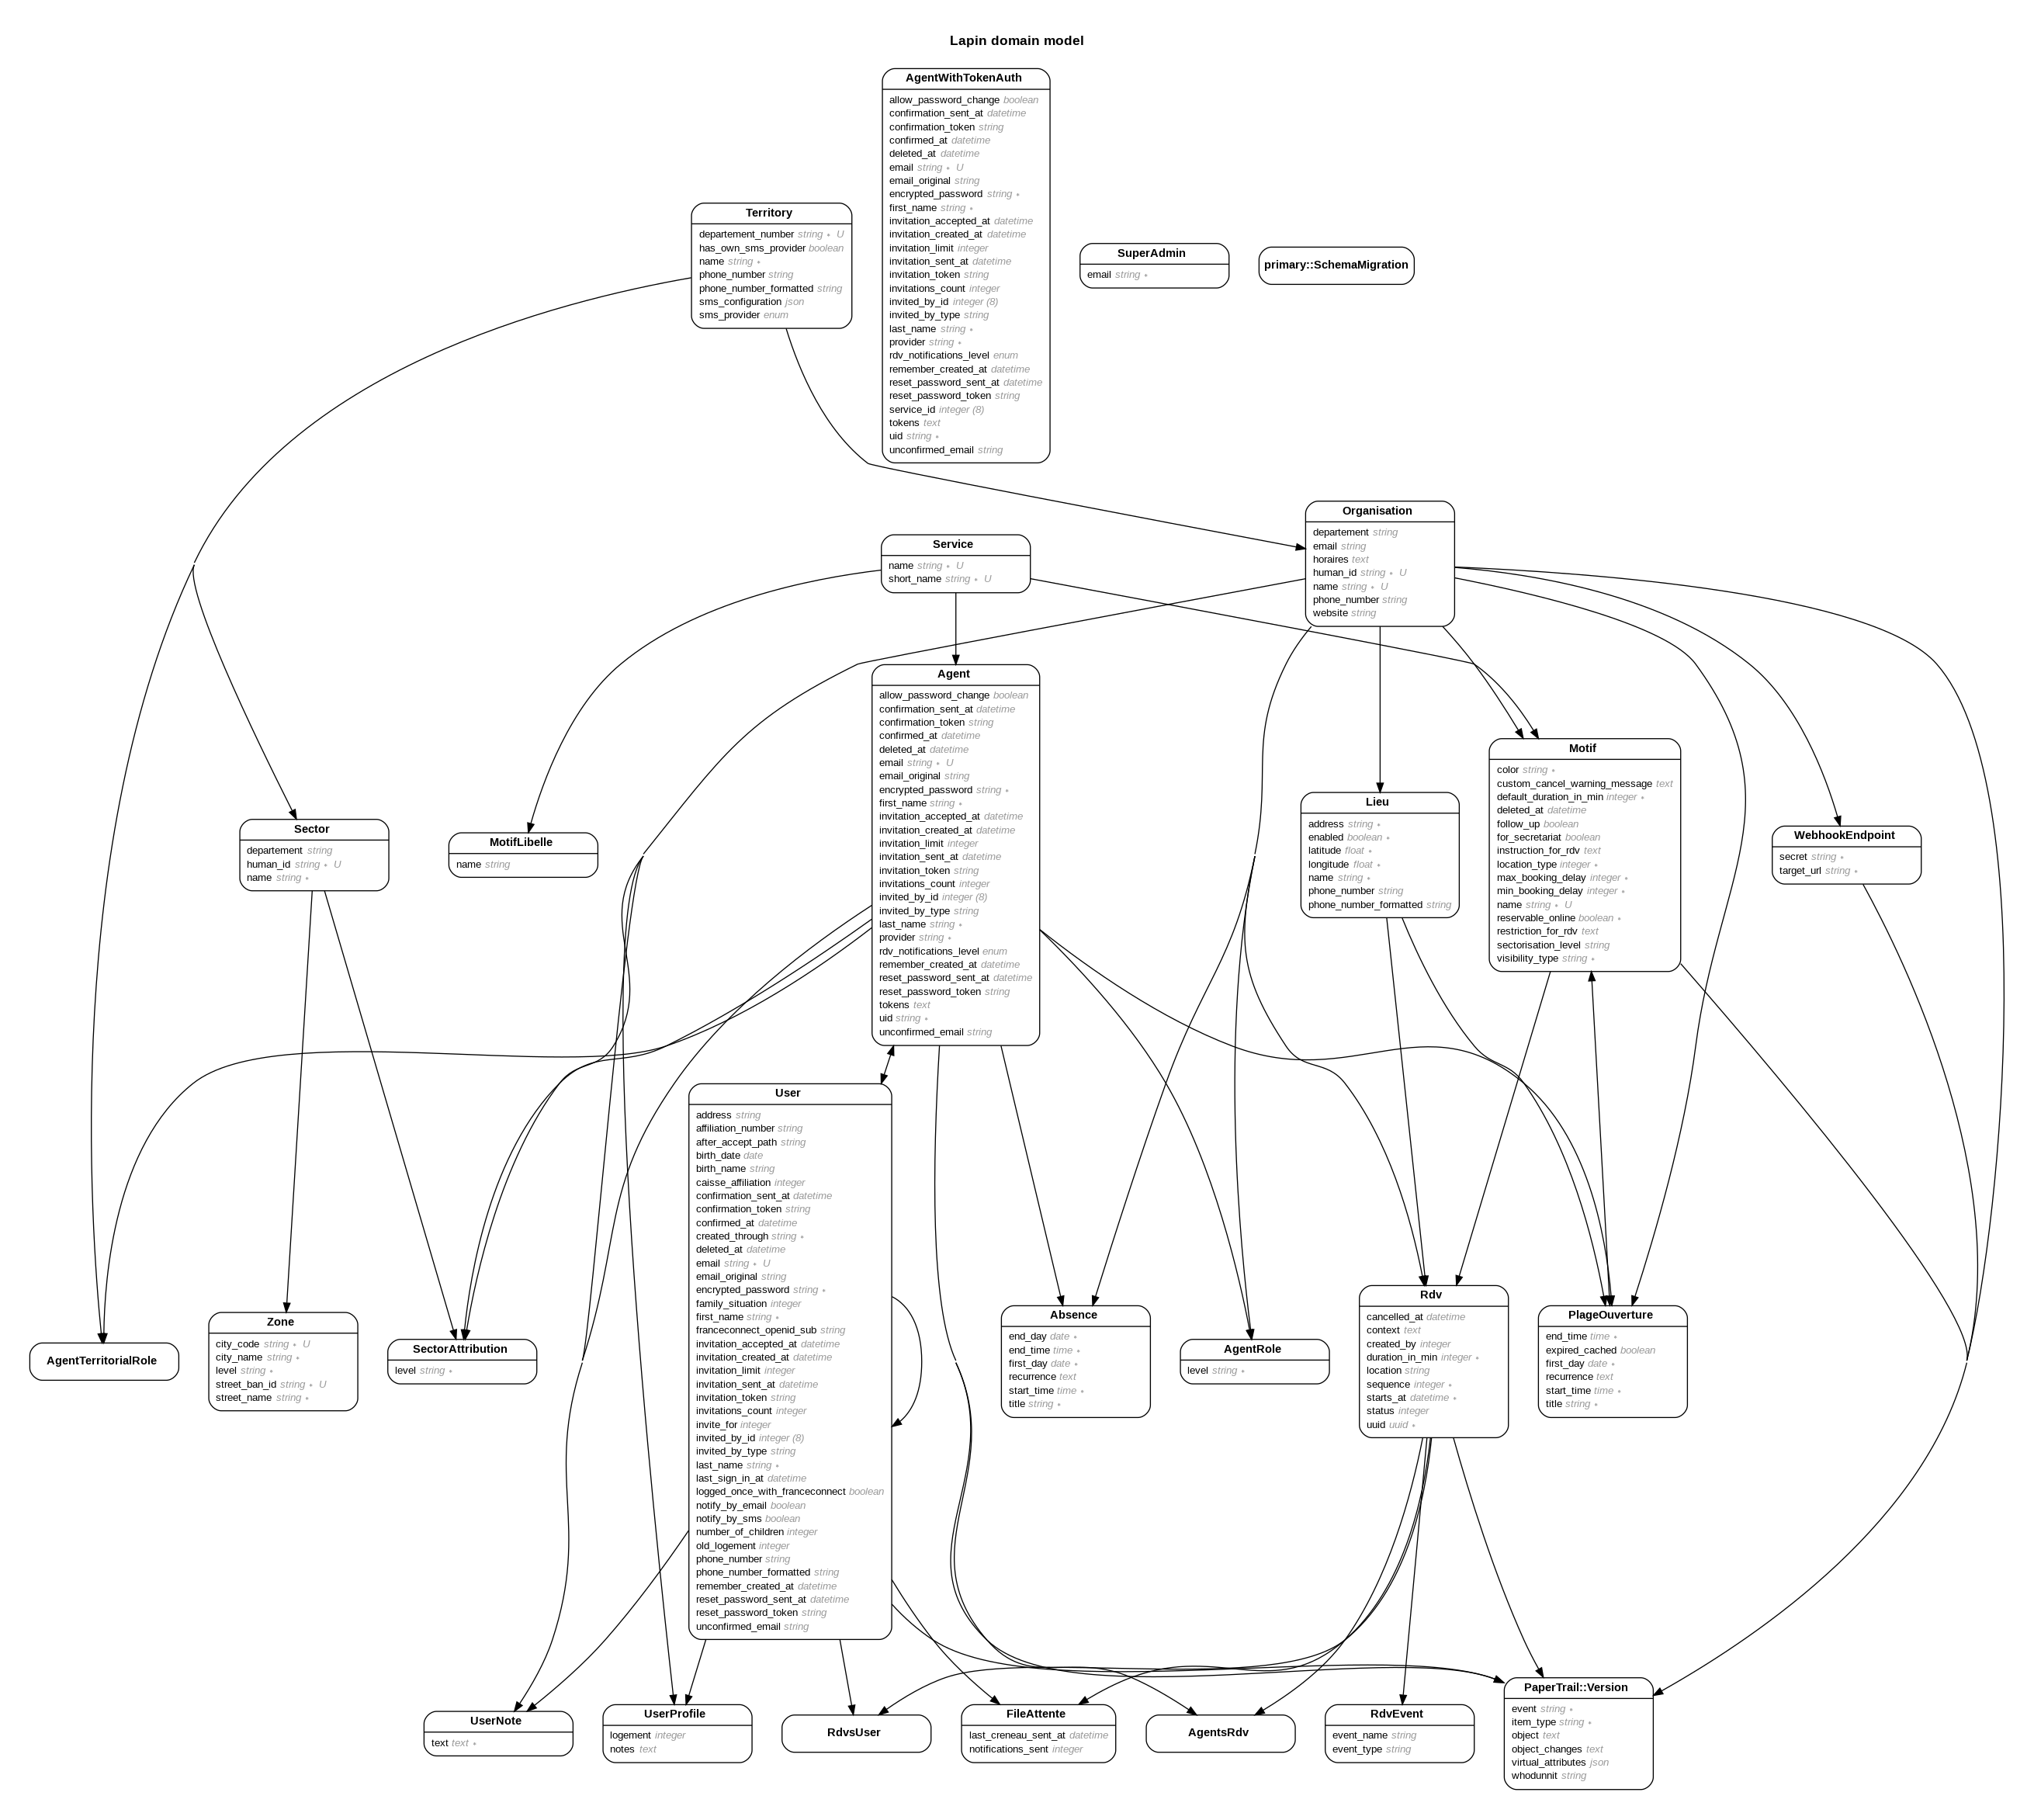 Lapin domain model
AgentWithTokenAuth
allow_password_change boolean
confirmation_sent_at datetime
confirmation_token string
confirmed_at datetime
deleted_at datetime
email string ∗ U
email_original string
encrypted_password string ∗
first_name string ∗
invitation_accepted_at datetime
invitation_created_at datetime
invitation_limit integer
invitation_sent_at datetime
invitation_token string
invitations_count integer
invited_by_id integer (8)
invited_by_type string
last_name string ∗
provider string ∗
rdv_notifications_level enum
remember_created_at datetime
reset_password_sent_at datetime
reset_password_token string
service_id integer (8)
tokens text
uid string ∗
unconfirmed_email string
Territory
departement_number string ∗ U
has_own_sms_provider boolean
name string ∗
phone_number string
phone_number_formatted string
sms_configuration json
sms_provider enum
SuperAdmin
email string ∗
primary::SchemaMigration
Organisation
departement string
email string
horaires text
human_id string ∗ U
name string ∗ U
phone_number string
website string
Service
name string ∗ U
short_name string ∗ U
Agent
allow_password_change boolean
confirmation_sent_at datetime
confirmation_token string
confirmed_at datetime
deleted_at datetime
email string ∗ U
email_original string
encrypted_password string ∗
first_name string ∗
invitation_accepted_at datetime
invitation_created_at datetime
invitation_limit integer
invitation_sent_at datetime
invitation_token string
invitations_count integer
invited_by_id integer (8)
invited_by_type string
last_name string ∗
provider string ∗
rdv_notifications_level enum
remember_created_at datetime
reset_password_sent_at datetime
reset_password_token string
tokens text
uid string ∗
unconfirmed_email string
Motif
color string ∗
custom_cancel_warning_message text
default_duration_in_min integer ∗
deleted_at datetime
follow_up boolean
for_secretariat boolean
instruction_for_rdv text
location_type integer ∗
max_booking_delay integer ∗
min_booking_delay integer ∗
name string ∗ U
reservable_online boolean ∗
restriction_for_rdv text
sectorisation_level string
visibility_type string ∗
Lieu
address string ∗
enabled boolean ∗
latitude float ∗
longitude float ∗
name string ∗
phone_number string
phone_number_formatted string
Sector
departement string
human_id string ∗ U
name string ∗
MotifLibelle
name string
WebhookEndpoint
secret string ∗
target_url string ∗
User
address string
affiliation_number string
after_accept_path string
birth_date date
birth_name string
caisse_affiliation integer
confirmation_sent_at datetime
confirmation_token string
confirmed_at datetime
created_through string ∗
deleted_at datetime
email string ∗ U
email_original string
encrypted_password string ∗
family_situation integer
first_name string ∗
franceconnect_openid_sub string
invitation_accepted_at datetime
invitation_created_at datetime
invitation_limit integer
invitation_sent_at datetime
invitation_token string
invitations_count integer
invite_for integer
invited_by_id integer (8)
invited_by_type string
last_name string ∗
last_sign_in_at datetime
logged_once_with_franceconnect boolean
notify_by_email boolean
notify_by_sms boolean
number_of_children integer
old_logement integer
phone_number string
phone_number_formatted string
remember_created_at datetime
reset_password_sent_at datetime
reset_password_token string
unconfirmed_email string
AgentTerritorialRole
Zone
city_code string ∗ U
city_name string ∗
level string ∗
street_ban_id string ∗ U
street_name string ∗
SectorAttribution
level string ∗
Absence
end_day date ∗
end_time time ∗
first_day date ∗
recurrence text
start_time time ∗
title string ∗
AgentRole
level string ∗
Rdv
cancelled_at datetime
context text
created_by integer
duration_in_min integer ∗
location string
sequence integer ∗
starts_at datetime ∗
status integer
uuid uuid ∗
PlageOuverture
end_time time ∗
expired_cached boolean
first_day date ∗
recurrence text
start_time time ∗
title string ∗
UserNote
text text ∗
UserProfile
logement integer
notes text
RdvsUser
FileAttente
last_creneau_sent_at datetime
notifications_sent integer
AgentsRdv
RdvEvent
event_name string
event_type string
PaperTrail::Version
event string ∗
item_type string ∗
object text
object_changes text
virtual_attributes json
whodunnit string